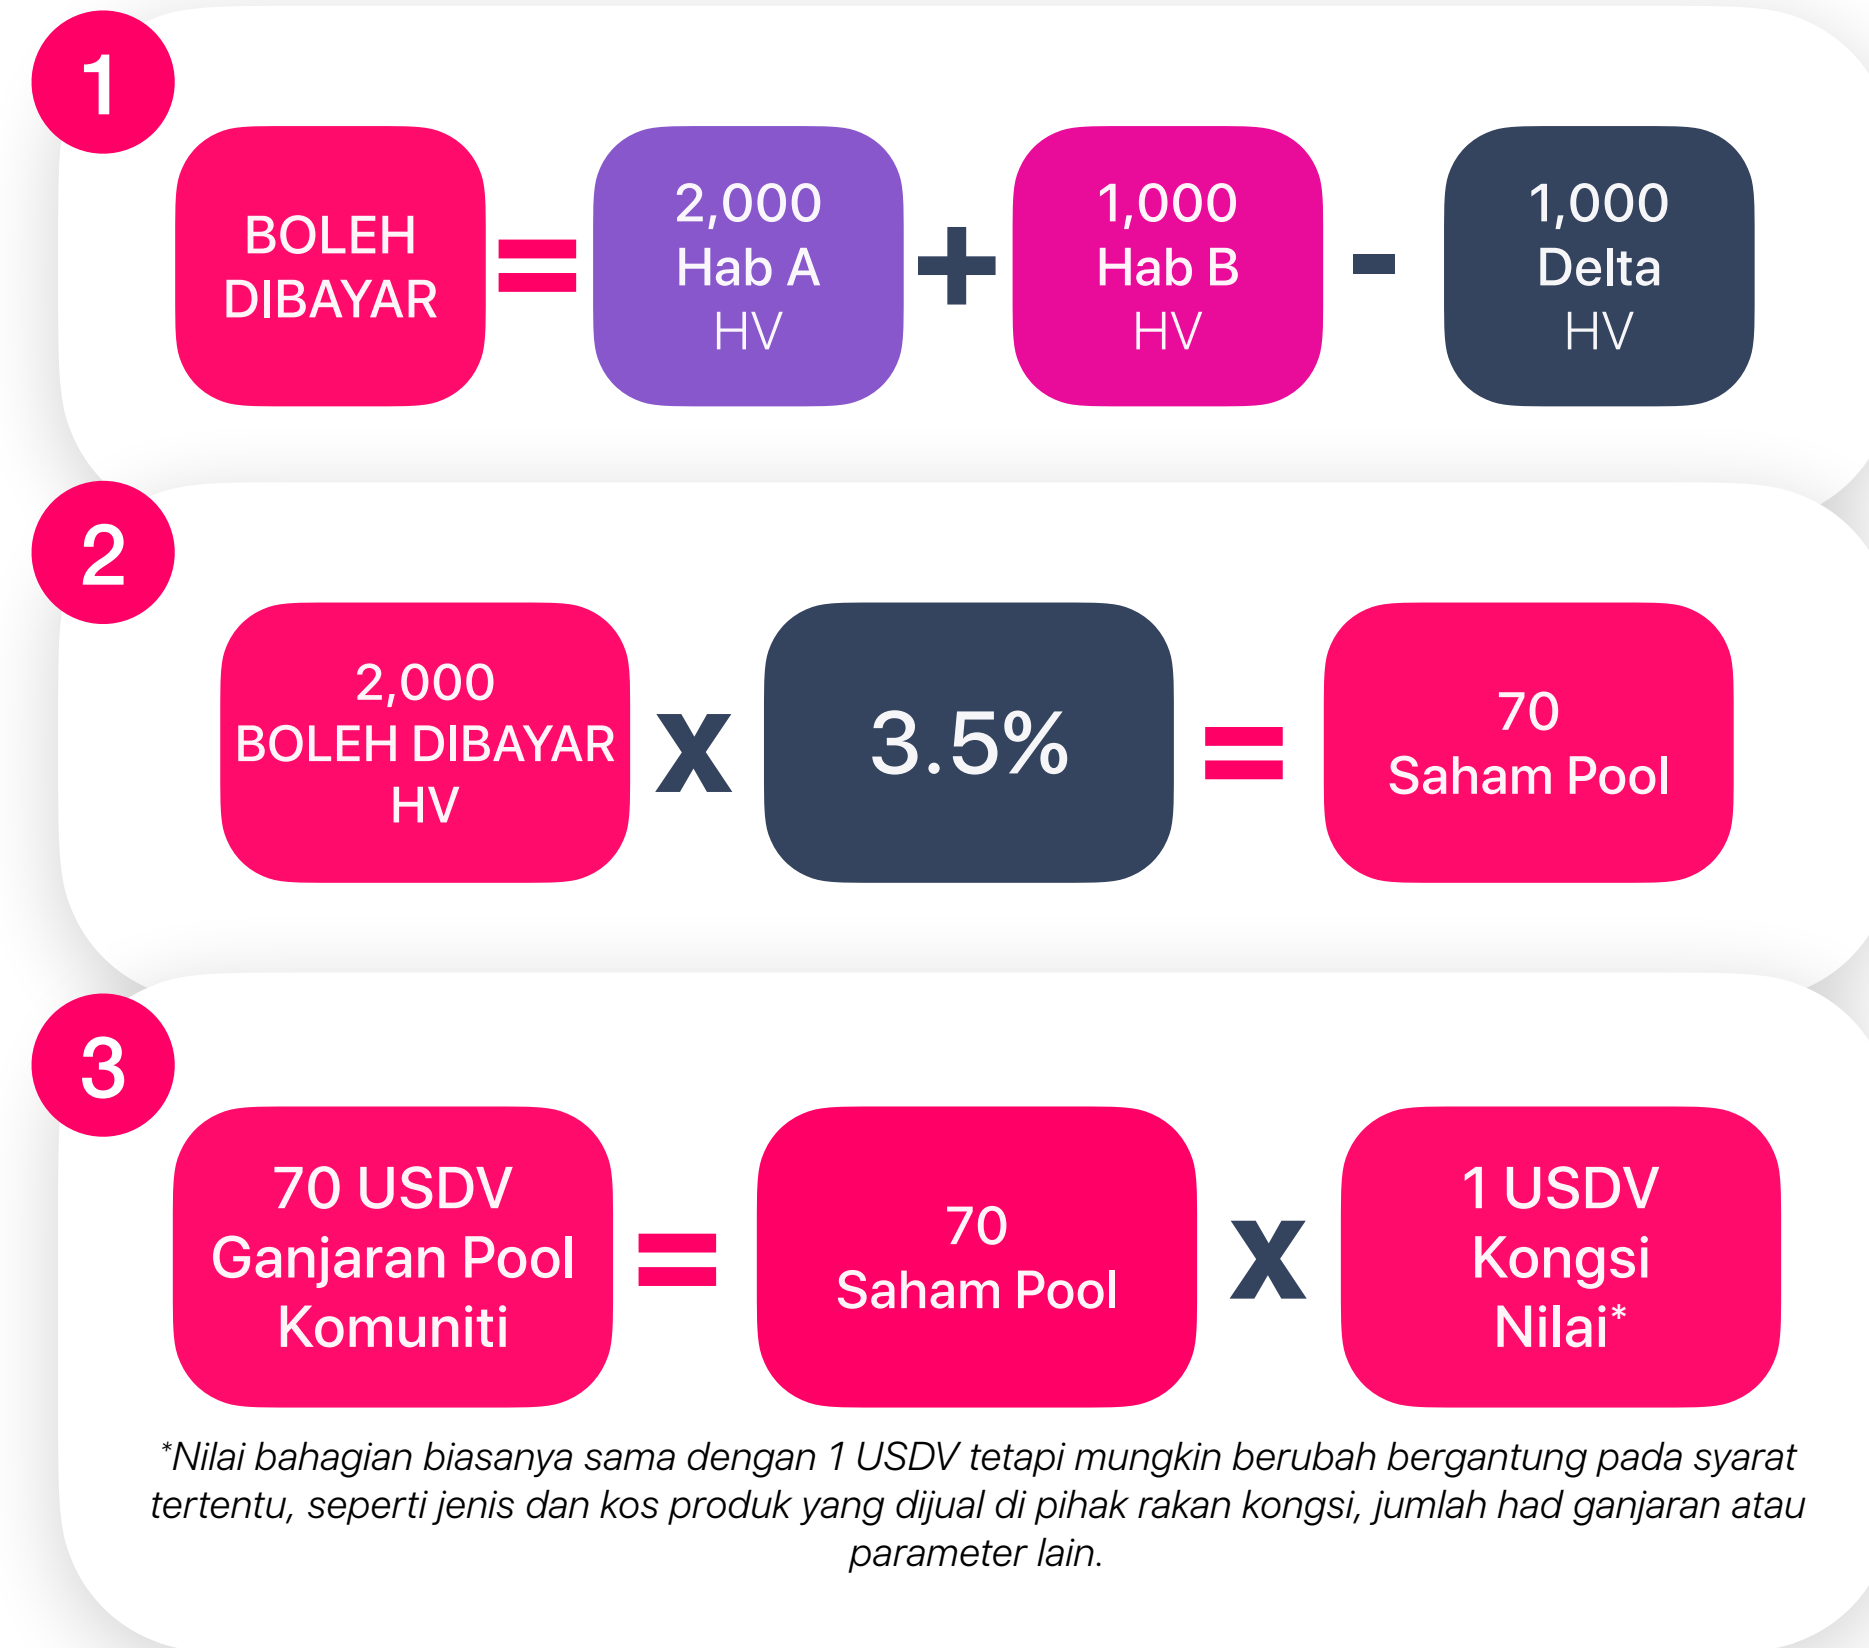 1
BOLEH
DIBAYAR
=
2,000
Hab A
HV
+
1,000
Hab B
HV
-
1,000
Delta
HV
2
2,000
BOLEH DIBAYAR
HV
x
3.5%
=
70
Saham Pool
3
70 USDV
Ganjaran Pool
Komuniti
=
70
Saham Pool
x
1 USDV
Kongsi
Nilai*
*Nilai bahagian biasanya sama dengan 1 USDV tetapi mungkin berubah bergantung pada syarat
tertentu, seperti jenis dan kos produk yang dijual di pihak rakan kongsi, jumlah had ganjaran atau
parameter lain.